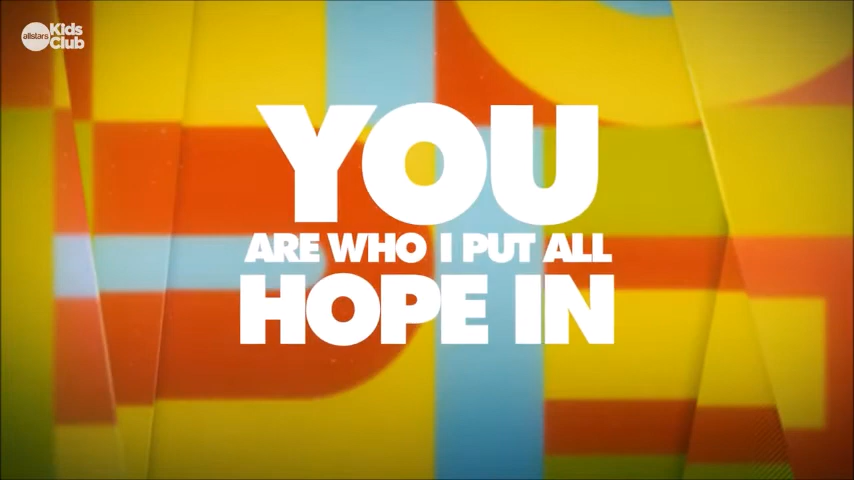 allstars
Kids
Club
YOU
ARE WHO I PUT ALL
HOPE IN